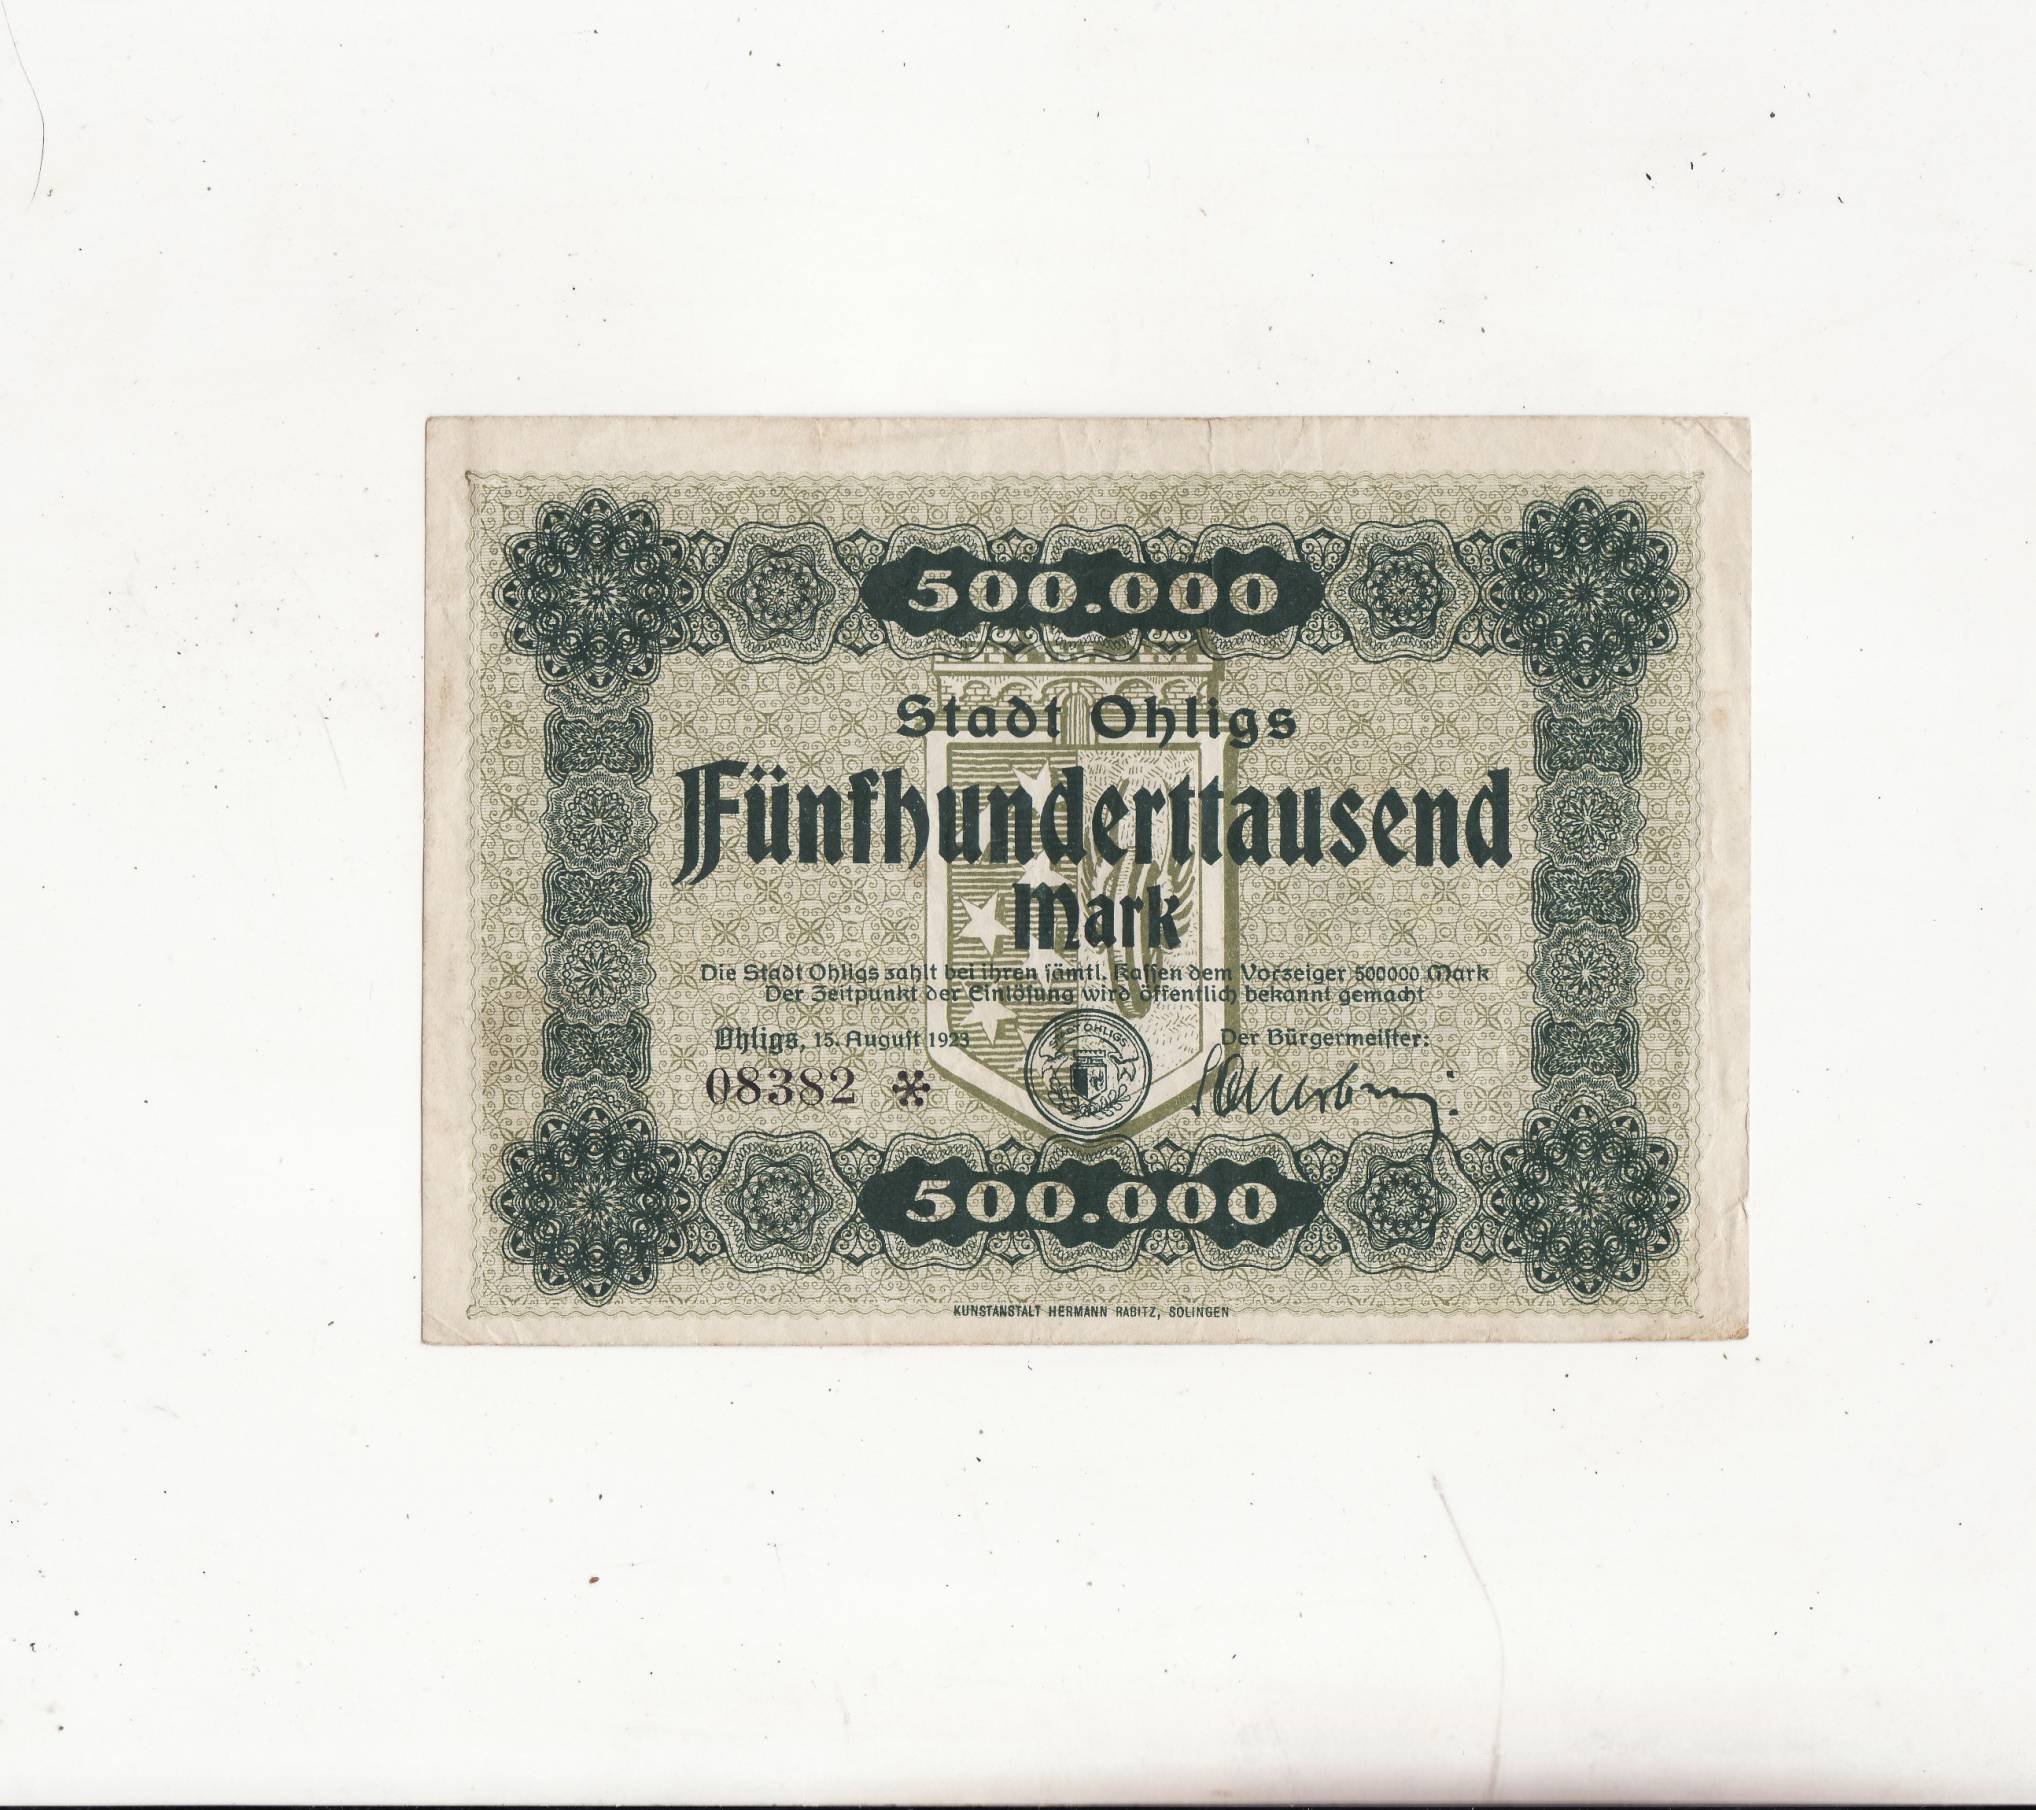 500.000
Stadt Ohligs
Fünfhunderttausend
Mark
Die Stadt Ohligs zahlt bei ihren sämtl. Kassen dem Vorzeiger 500000 Mark
Der Zeitpunkt der Einlösung wird öffentlich bekannt gemacht
Ohligs, 15. August 1923
Der Bürgermeister:
08382 *
STADT OHLIGS
500.000
KUNSTANSTALT HERMANN RABITZ, SOLINGEN